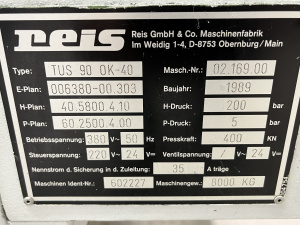 reis
Reis GmbH & Co. Maschinenfabrik
Im Weidig 1-4, D-8753 Obernburg/Main
Type: TUS 90 OK-40 Masch.-Nr.: 02.169.00
E-Plan: 006380-00.303 Baujahr: 1989
H-Plan: 40.5800.4.10 H-Druck: 200 bar
P-Plan: 60.2500.4.00 P-Druck: 5 bar
Betriebsspannung: 380 V~ 50 Hz Presskraft: 400 KN
Steuerspannung: 220 V~ 24 V= Ventilspannung / V~ 24 V=
Nennstrom d. Sicherung in d. Zuleitung: 35 A träge
Maschinen Ident-Nr.: 602227 Maschinengew.: 8000 KG